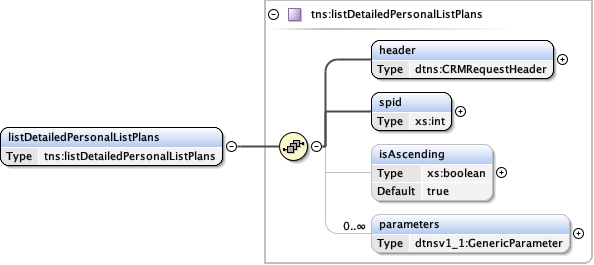 tns:listDetailedPersonalListPlans
header
Type dtns:CRMRequestHeader
spid
Type xs:int
listDetailedPersonalListPlans
Type tns:listDetailedPersonalListPlans
isAscending
Type xs:boolean
Default true
0..∞
parameters
Type dtnsv1_1:GenericParameter